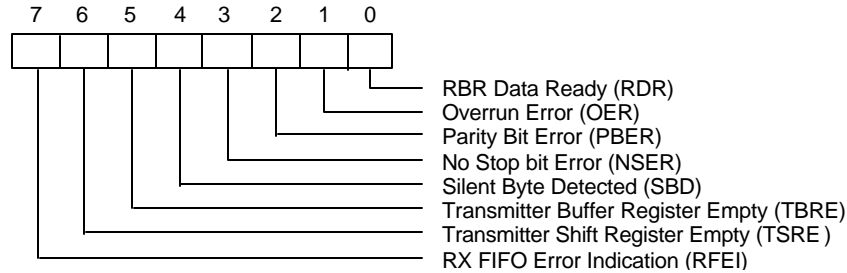 7 6 5 4 3 2 1 0
RBR Data Ready (RDR)
Overrun Error (OER)
Parity Bit Error (PBER)
No Stop bit Error (NSER)
Silent Byte Detected (SBD)
Transmitter Buffer Register Empty (TBRE)
Transmitter Shift Register Empty (TSRE )
RX FIFO Error Indication (RFEI)